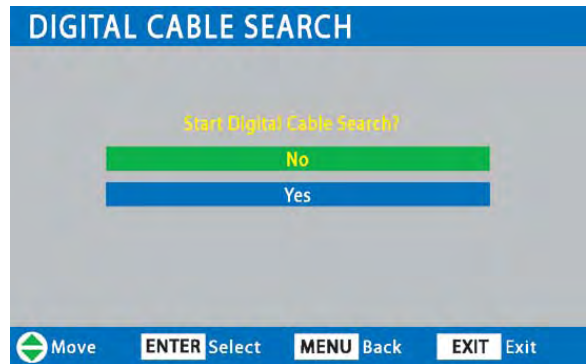 DIGITAL CABLE SEARCH
Start Digital Cable Search?
No
Yes
Move ENTER Select MENU Back EXIT Exit